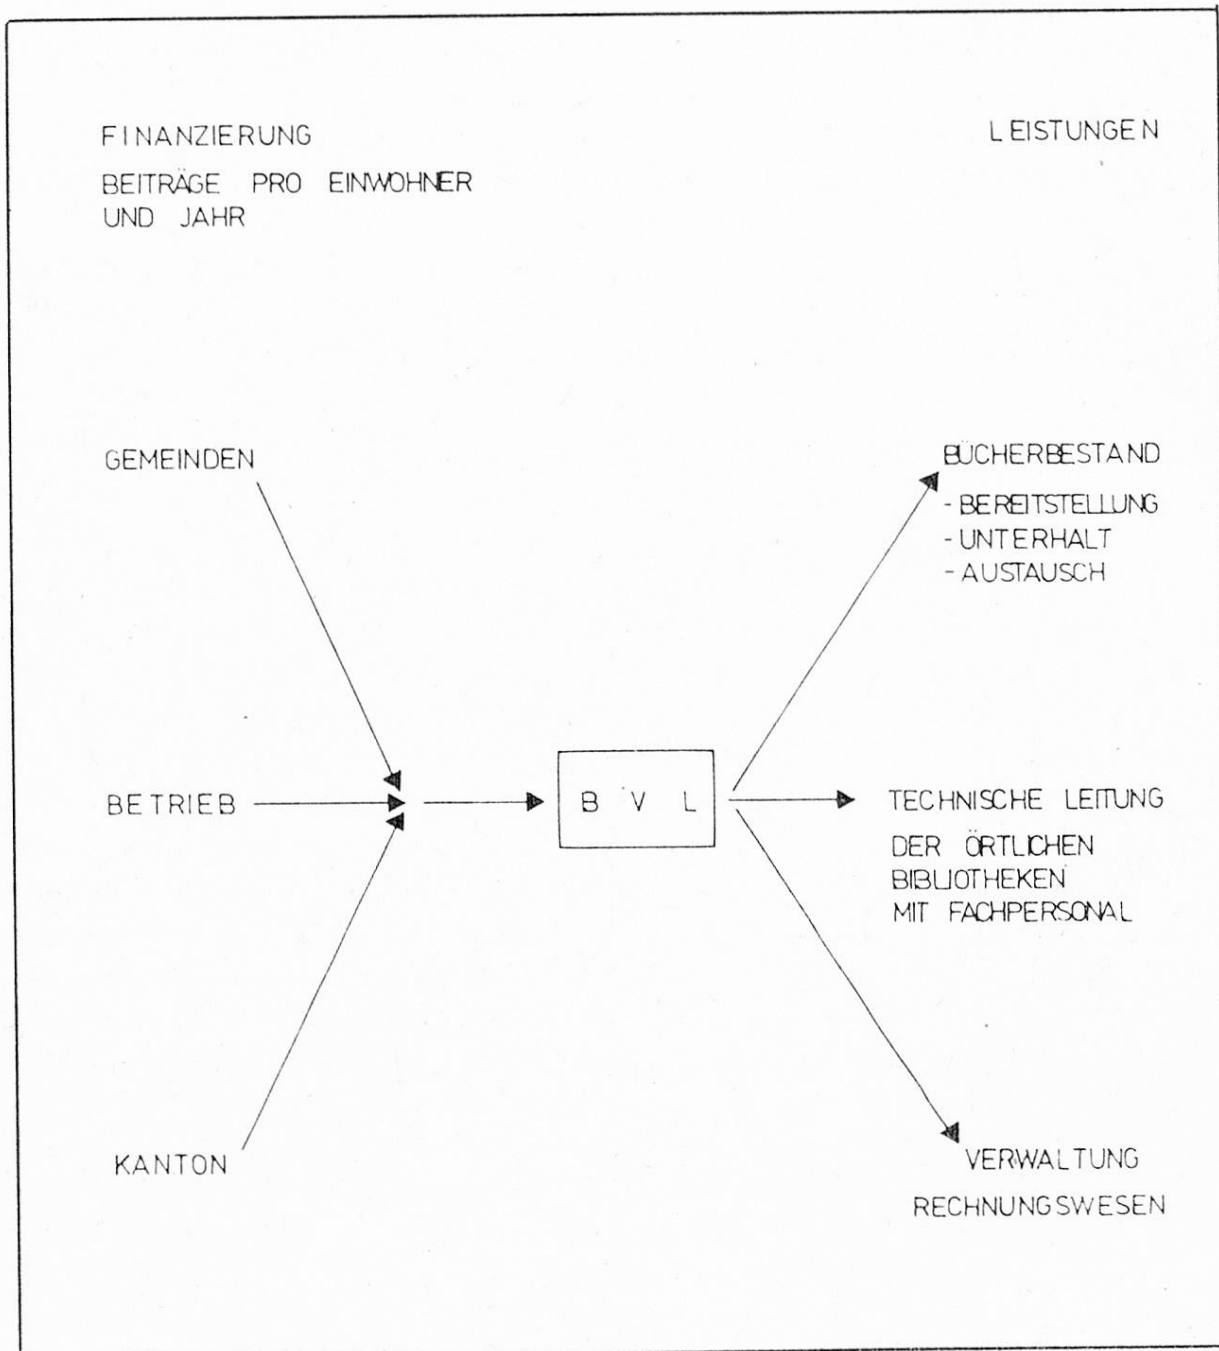 FINANZIERUNG
BEITRÄGE PRO EINWOHNER
UND JAHR
LEISTUNGEN
GEMEINDEN
BETRIEB
KANTON
B V L
BÜCHERBESTAND
- BEREITSTELLUNG
- UNTERHALT
- AUSTAUSCH
TECHNISCHE LEITUNG
DER ÖRTLICHEN
BIBLIOTHEKEN
MIT FACHPERSONAL
VERWALTUNG
RECHNUNGSWESEN